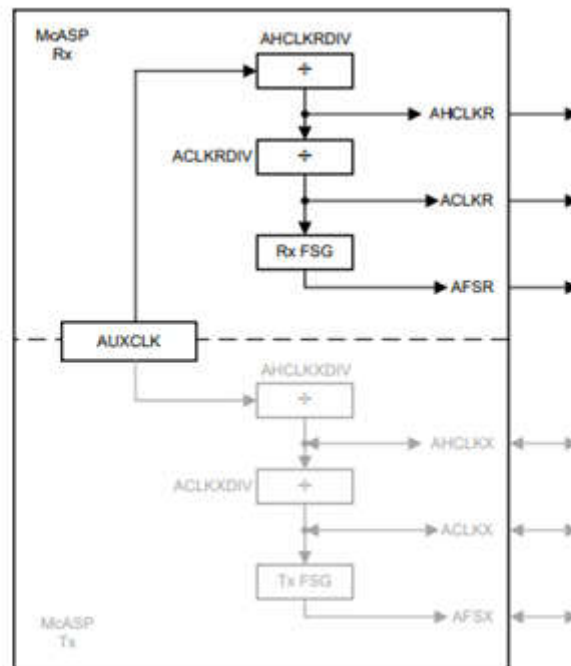 McASP
Rx
AHCLKRDIV
÷
AHCLKR
ACLKRDIV
÷
ACLKR
Rx FSG
AFSR
AUXCLK
AHCLKXDIV
÷
AHCLKX
ACLKXDIV
÷
ACLKX
Tx FSG
AFSX
McASP
Tx